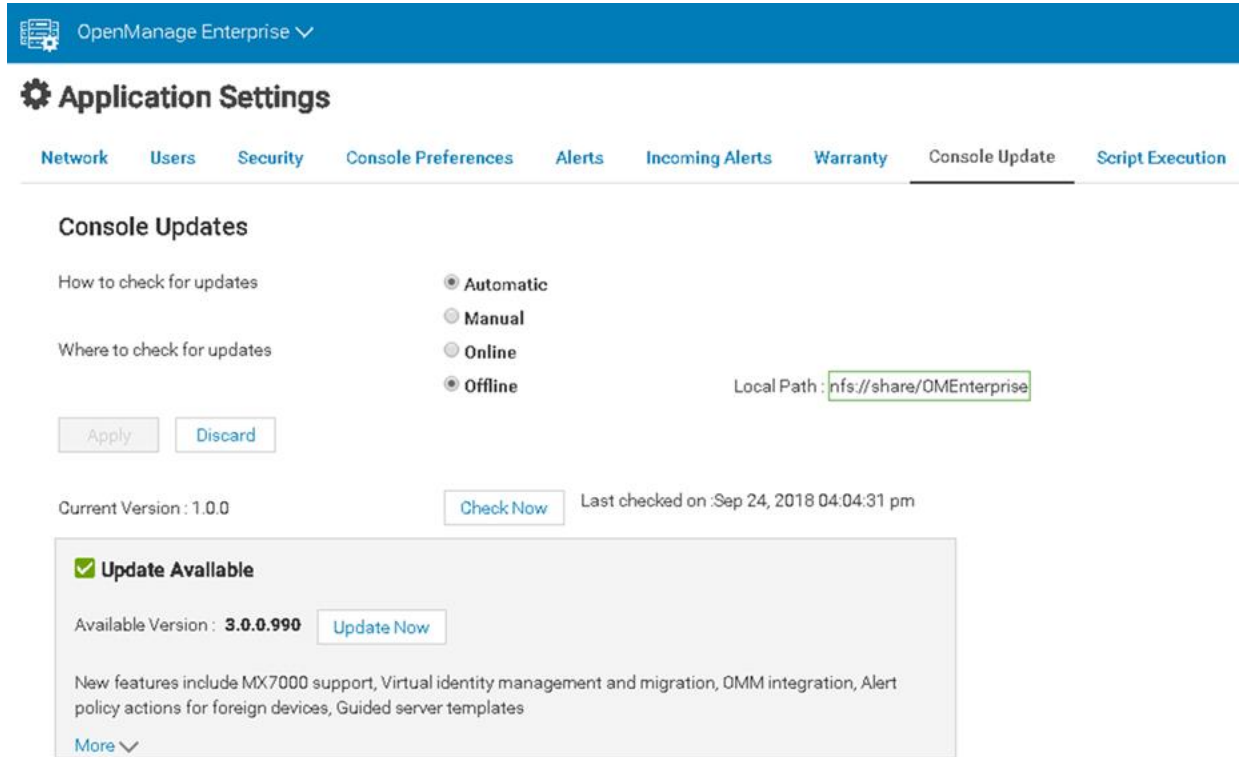 OpenManage Enterprise
Application Settings
Network Users Security Console Preferences Alerts Incoming Alerts Warranty Console Update Script Execution
Console Updates
How to check for updates Automatic
Manual
Where to check for updates Online
Offline Local Path : nfs://share/OMEnterprise
Apply Discard
Current Version : 1.0.0 Check Now Last checked on :Sep 24, 2018 04:04:31 pm
Update Available
Available Version : 3.0.0.990 Update Now
New features include MX7000 support, Virtual identity management and migration, OMM integration, Alert
policy actions for foreign devices, Guided server templates
More